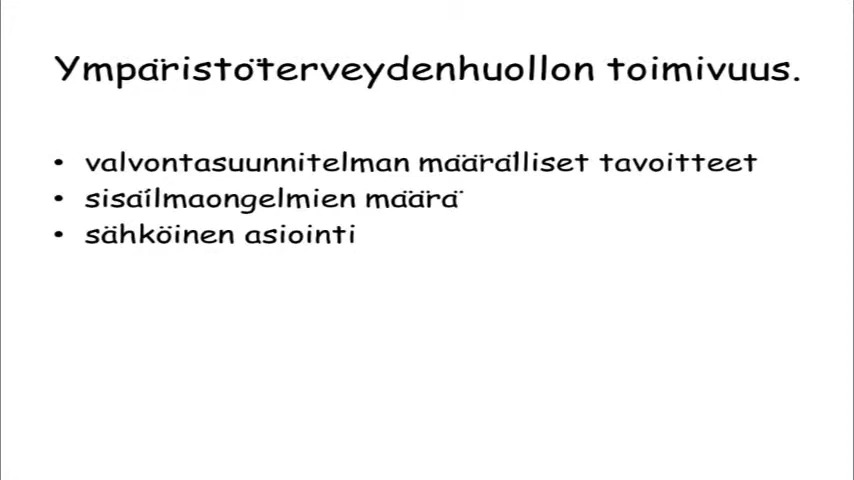 Ympäristöterveydenhuollon toimivuus.
• valvontasuunnitelman määrälliset tavoitteet
• sisäilmaongelmien määrä
• sähköinen asiointi